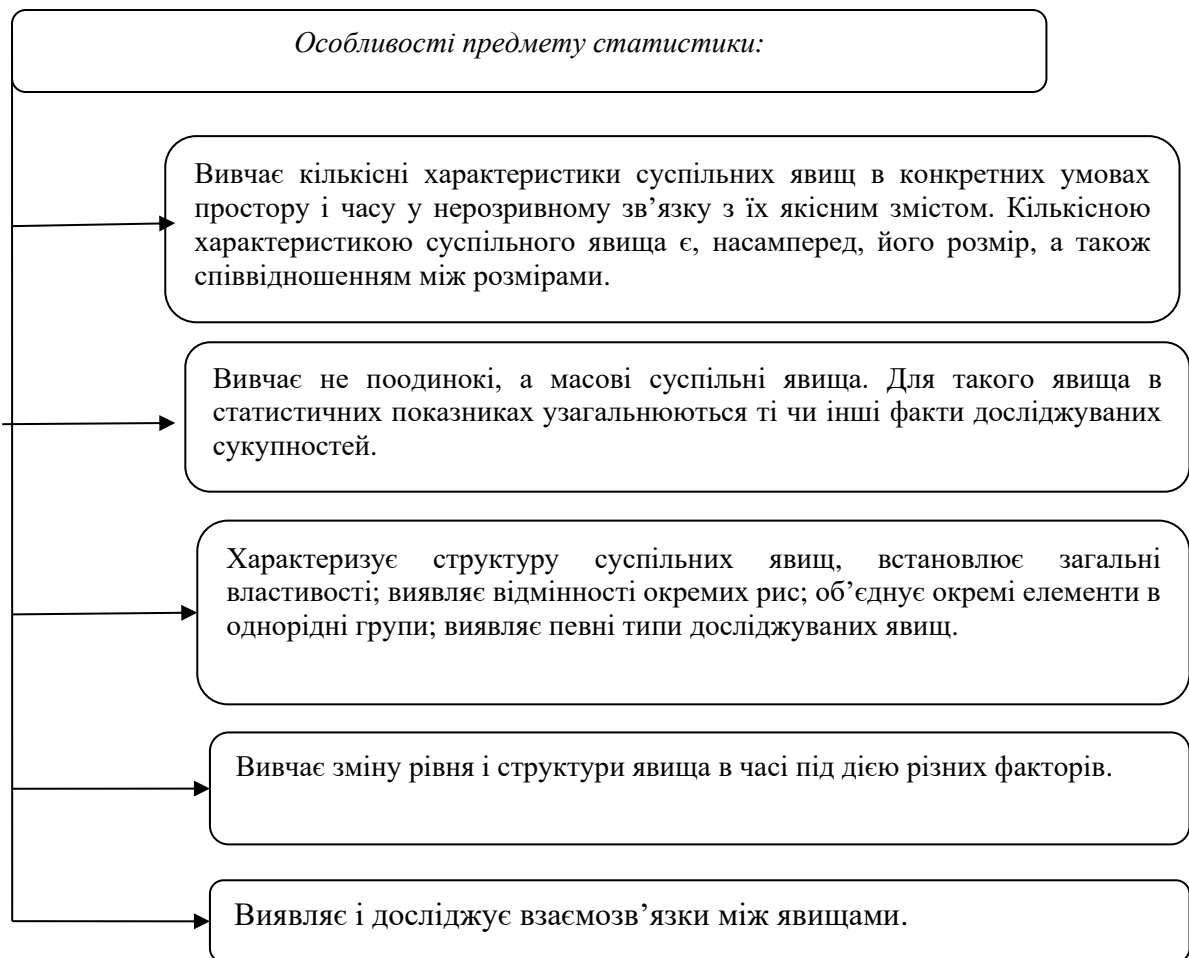 Особливості предмету статистики:
Вивчає кількісні характеристики суспільних явищ в конкретних умовах
простору і часу у нерозривному зв’язку з їх якісним змістом. Кількісною
характеристикою суспільного явища є, насамперед, його розмір, а також
співвідношенням між розмірами.
Вивчає не поодинокі, а масові суспільні явища. Для такого явища в
статистичних показниках узагальнюються ті чи інші факти досліджуваних
сукупностей.
Характеризує структуру суспільних явищ, встановлює загальні
властивості; виявляє відмінності окремих рис; об’єднує окремі елементи в
однорідні групи; виявляє певні типи досліджуваних явищ.
Вивчає зміну рівня і структури явища в часі під дією різних факторів.
Виявляє і досліджує взаємозв’язки між явищами.